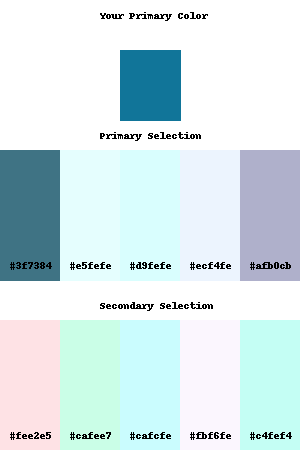 Your Primary Color
Primary Selection
#3f7384 #e5fefe #d9fefe #ecf4fe #afb0cb
Secondary Selection
#fee2e5 #cafee7 #cafcfe #fbf6fe #c4fef4